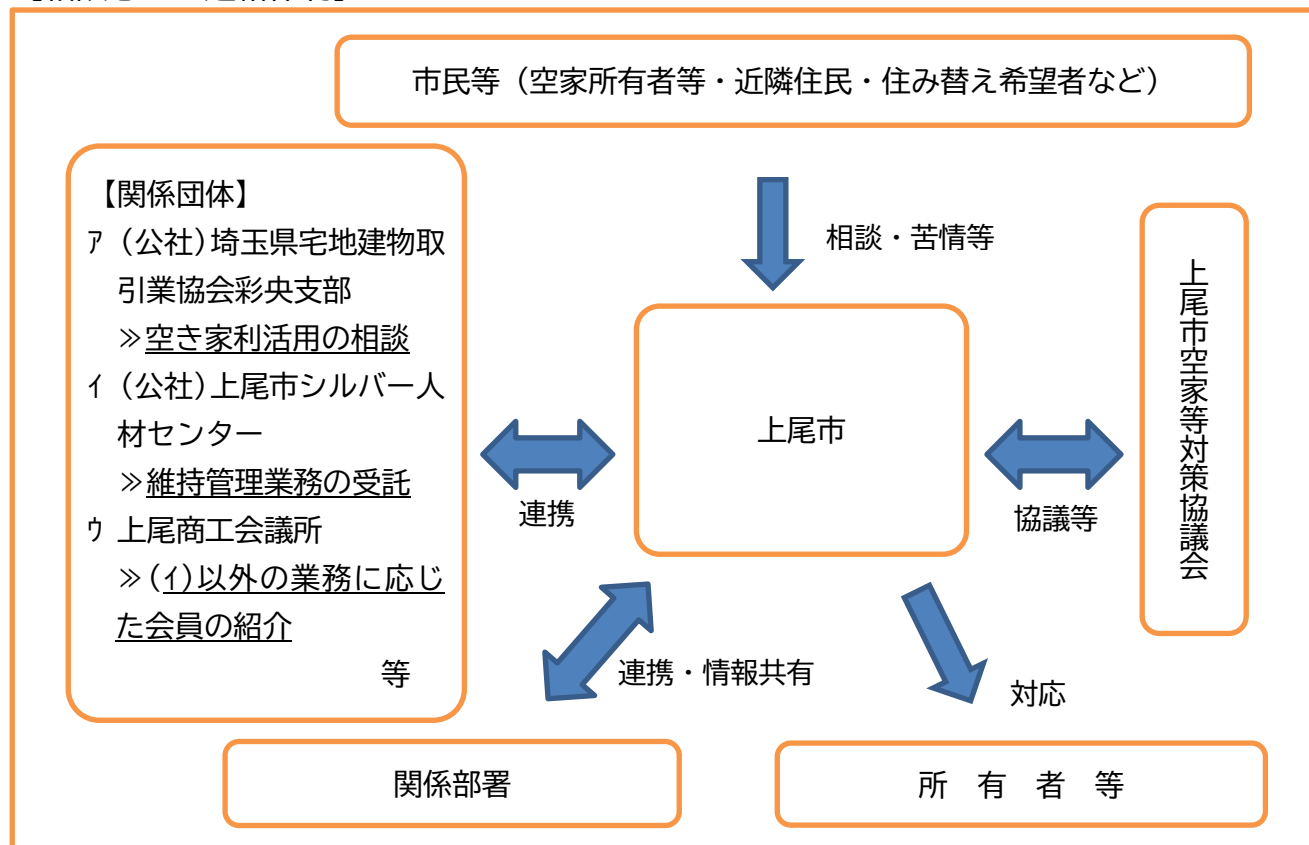 市民等（空家所有者等・近隣住民・住み替え希望者など）
【関係団体】
ｱ（公社）埼玉県宅地建物取
引業協会彩央支部
≫空き家利活用の相談
ｲ（公社）上尾市シルバー人
材センター
≫維持管理業務の受託
ｳ 上尾商工会議所
≫(ｲ)以外の業務に応じ
た会員の紹介
等
相談・苦情等
上尾市
連携
協議等
上尾市空家等対策協議会
連携・情報共有
対応
関係部署
所 有 者 等